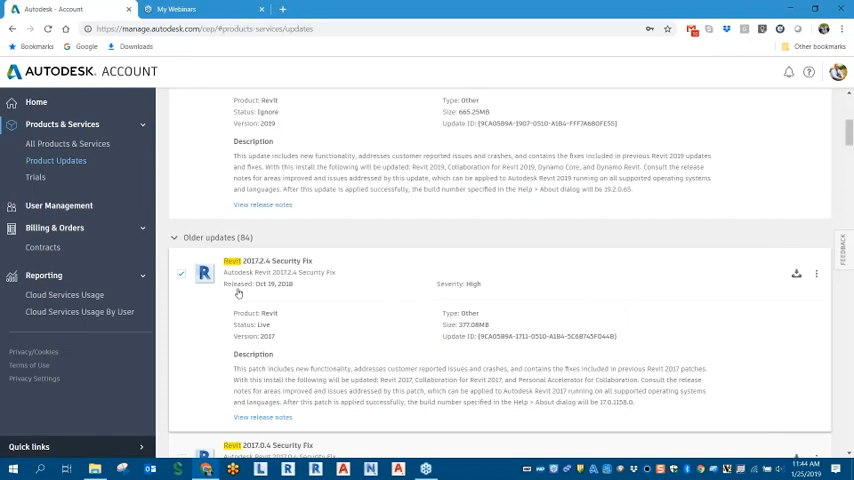 Autodesk - Account
My Webinars
https://manage.autodesk.com/cep/#products-services/updates
Bookmarks
Google
Downloads
Other bookmarks
AUTODESK. ACCOUNT
Home
Products & Services
All Products & Services
Product Updates
Trials
User Management
Billing & Orders
Contracts
Reporting
Cloud Services Usage
Cloud Services Usage By User
Privacy/Cookies
Terms of Use
Privacy Settings
Quick links
Product: Revit
Type: Other
Status: Ignore
Size: 665.25MB
Version: 2019
Update ID: {9CA0589A-1907-0510-A1B4-FFF7A680FE55}
Description
This update includes new functionality, addresses customer reported issues and crashes, and contains the fixes included in previous Revit 2019 updates
and fixes. With this install the following will be updated: Revit 2019, Collaboration for Revit 2019, Dynamo Core, and Dynamo Revit. Consult the release
notes for areas improved and issues addressed by this update, which can be applied to Autodesk Revit 2019 running on all supported operating systems
and languages. After this update is applied successfully, the build number specified in the Help > About dialog will be 19.2.0.65.
View release notes
Older updates (84)
Revit 2017.2.4 Security Fix
Autodesk Revit 2017.2.4 Security Fix
Released: Oct 19, 2018
Severity: High
Product: Revit
Type: Other
Status: Live
Size: 377.08MB
Version: 2017
Update ID: {9CA0589A-1711-0510-A1B4-5C68745FD448}
Description
This patch includes new functionality, addresses customer reported issues and crashes, and contains the fixes included in previous Revit 2017 patches.
With this install the following will be updated: Revit 2017, Collaboration for Revit 2017, and Personal Accelerator for Collaboration. Consult the release
notes for areas improved and issues addressed by this patch, which can be applied to Autodesk Revit 2017 running on all supported operating systems
and languages. After this patch is applied successfully, the build number specified in the Help > About dialog will be 17.0.1158.0.
View release notes
Revit 2017.0.4 Security Fix
FEEDBACK
11:44 AM
1/25/2019